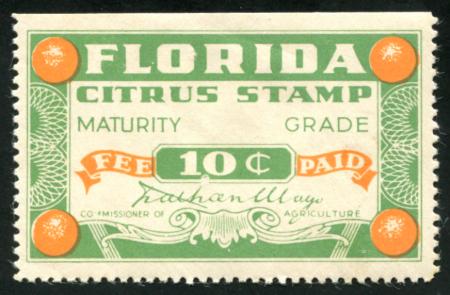 FLORIDA
CITRUS STAMP
MATURITY GRADE
FEE 10¢ PAID
Nathan Mayo
COMMISSIONER OF AGRICULTURE